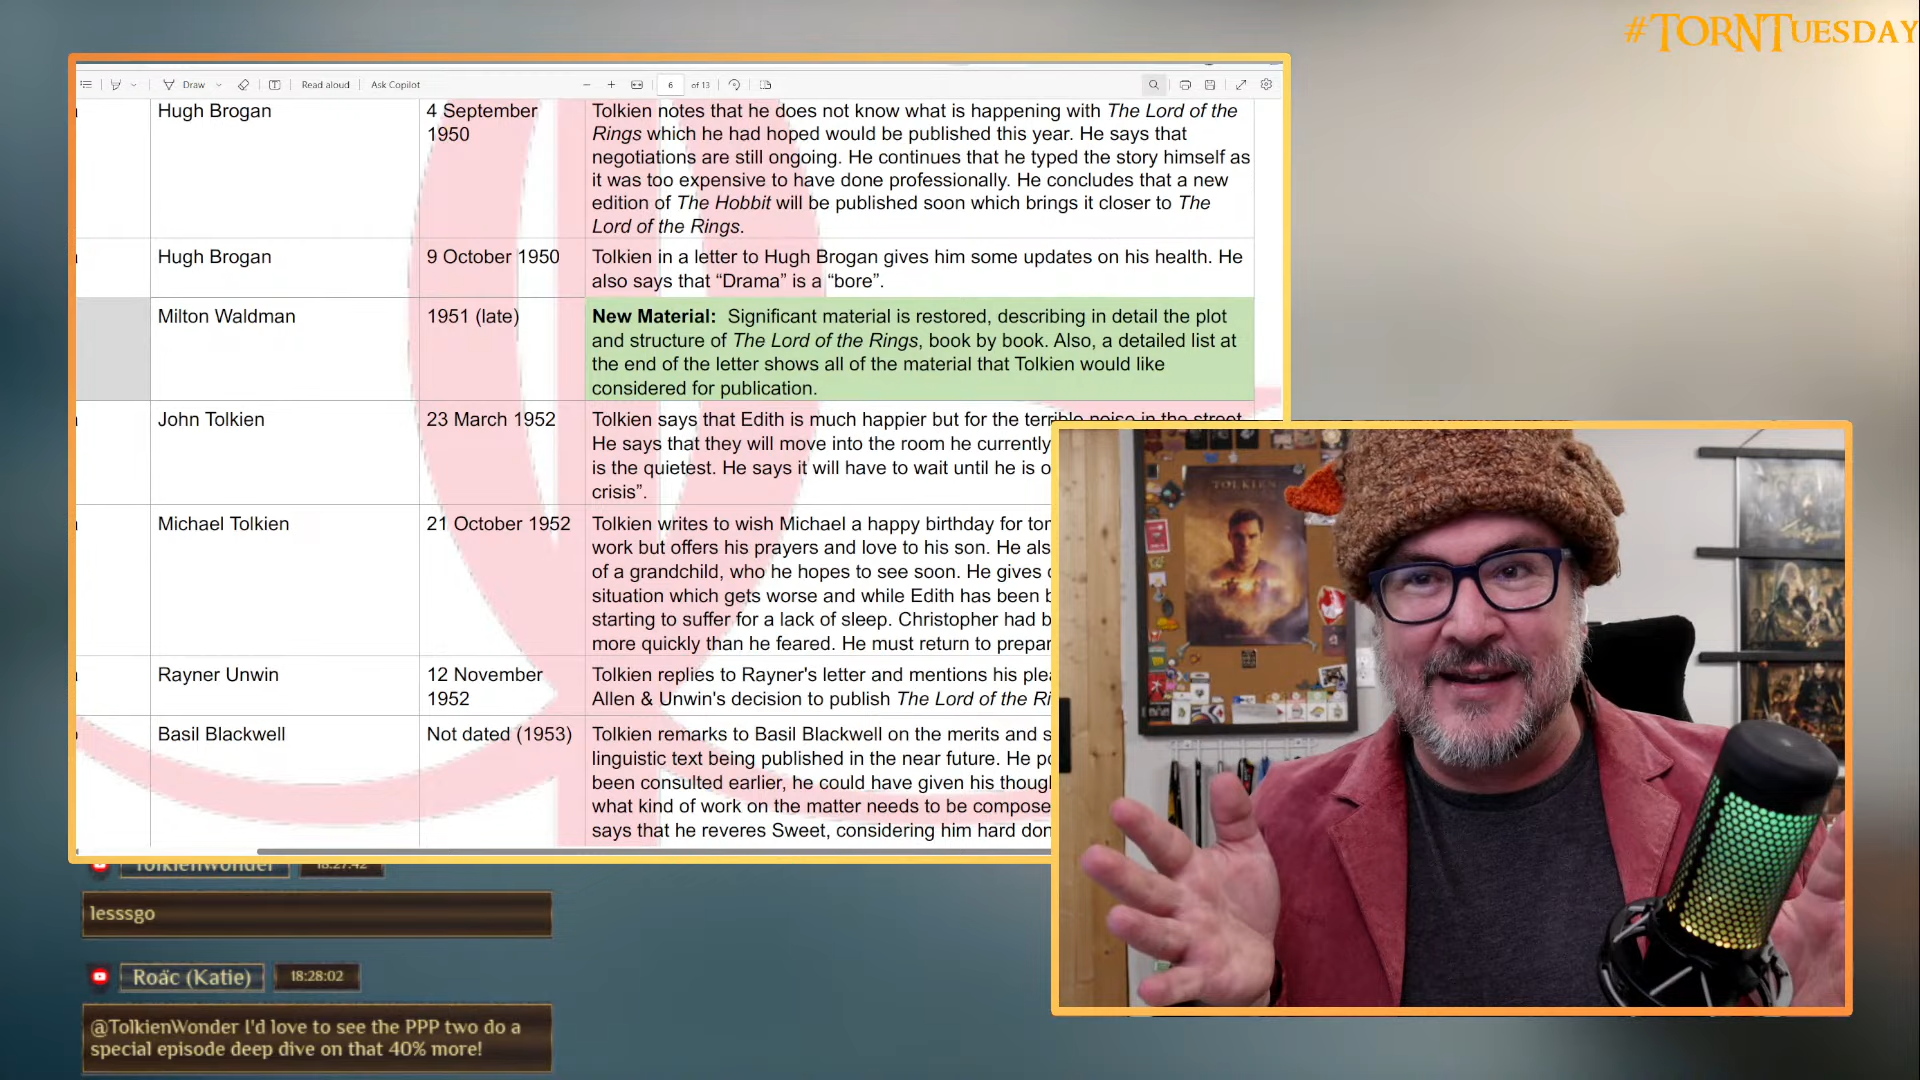 #TORNTUESDAY
Draw
Read aloud
Ask Copilot
6
of 13
Hugh Brogan
4 September
1950
Tolkien notes that he does not know what is happening with The Lord of the
Rings which he had hoped would be published this year. He says that
negotiations are still ongoing. He continues that he typed the story himself as
it was too expensive to have done professionally. He concludes that a new
edition of The Hobbit will be published soon which brings it closer to The
Lord of the Rings.
Hugh Brogan
9 October 1950
Tolkien in a letter to Hugh Brogan gives him some updates on his health. He
also says that “Drama” is a “bore”.
Milton Waldman
1951 (late)
New Material: Significant material is restored, describing in detail the plot
and structure of The Lord of the Rings, book by book. Also, a detailed list at
the end of the letter shows all of the material that Tolkien would like
considered for publication.
John Tolkien
23 March 1952
Tolkien says that Edith is much happier but for the terrible noise in the street.
He says that they will move into the room he currently
is the quietest. He says it will have to wait until he is
crisis”.
Michael Tolkien
21 October 1952
Tolkien writes to wish Michael a happy birthday for
work but offers his prayers and love to his son. He
of a grandchild, who he hopes to see soon. He gives
situation which gets worse and while Edith has been
starting to suffer for a lack of sleep. Christopher had
more quickly than he feared. He must return to
Rayner Unwin
12 November
1952
Tolkien replies to Rayner's letter and mentions his
Allen & Unwin's decision to publish The Lord of the
Basil Blackwell
Not dated (1953)
Tolkien remarks to Basil Blackwell on the merits and
linguistic text being published in the near future. He
been consulted earlier, he could have given his
what kind of work on the matter needs to be
says that he reveres Sweet, considering him hard
TOLKIEN
TolkienWonder
18:27:42
lesssgo
Roäc (Katie)
18:28:02
@TolkienWonder I'd love to see the PPP two do a
special episode deep dive on that 40% more!